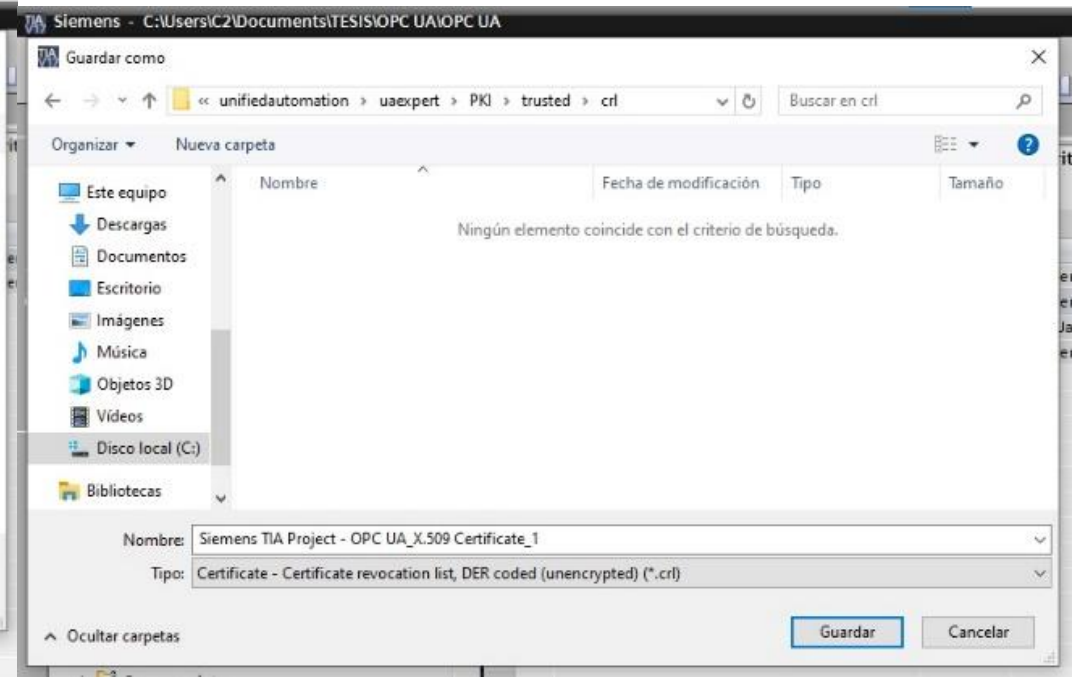 Siemens - C:\Users\C2\Documents\TESIS\OPC UA\OPC UA
Guardar como
« unifiedautomation › uaexpert › PKI › trusted › crl
Buscar en crl
Organizar
Nueva carpeta
Nombre
Fecha de modificación
Tipo
Tamaño
Ningún elemento coincide con el criterio de búsqueda.
Este equipo
Descargas
Documentos
Escritorio
Imágenes
Música
Objetos 3D
Vídeos
Disco local (C:)
Bibliotecas
Nombre: Siemens TIA Project - OPC UA_X.509 Certificate_1
Tipo: Certificate - Certificate revocation list, DER coded (unencrypted) (*.crl)
Ocultar carpetas
Guardar
Cancelar